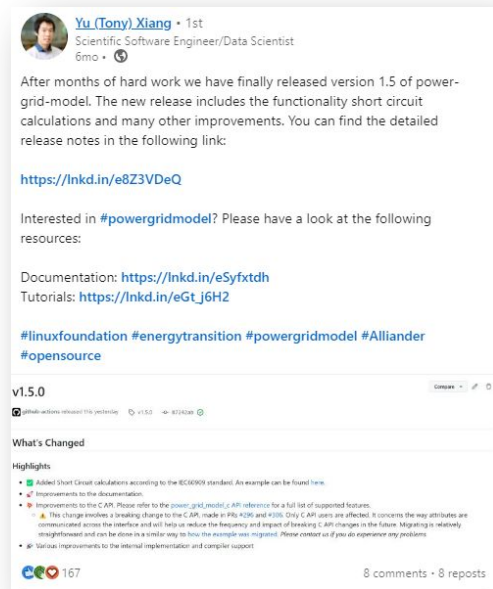 Yu (Tony) Xiang • 1st
Scientific Software Engineer/Data Scientist
6mo •
After months of hard work we have finally released version 1.5 of power-
grid-model. The new release includes the functionality short circuit
calculations and many other improvements. You can find the detailed
release notes in the following link:
https://lnkd.in/e8Z3VDeQ
Interested in #powergridmodel? Please have a look at the following
resources:
Documentation: https://lnkd.in/eSyfxtdh
Tutorials: https://lnkd.in/eGt_j6H2
#linuxfoundation #energytransition #powergridmodel #Alliander
#opensource
v1.5.0
Compare
github-actions released this yesterday v1.5.0
What's Changed
Highlights
Added Short Circuit calculations according to the IEC60909 standard. An example can be found here.
Improvements to the documentation.
Improvements to the C API. Please refer to the power_grid_model_c API reference for a full list of supported features.
This change involves a breaking change to the C API, made in PRs #296 and Only C API users are affected. It concerns the way attributes are
communicated across the interface and will help us reduce the frequency and impact of breaking C API changes in the future. Migrating is relatively
straightforward and can be done in a similar way to how the example was migrated. Please contact us if you do experience any problems
Various improvements to the internal implementation and compiler support
167
8 comments • 8 reposts